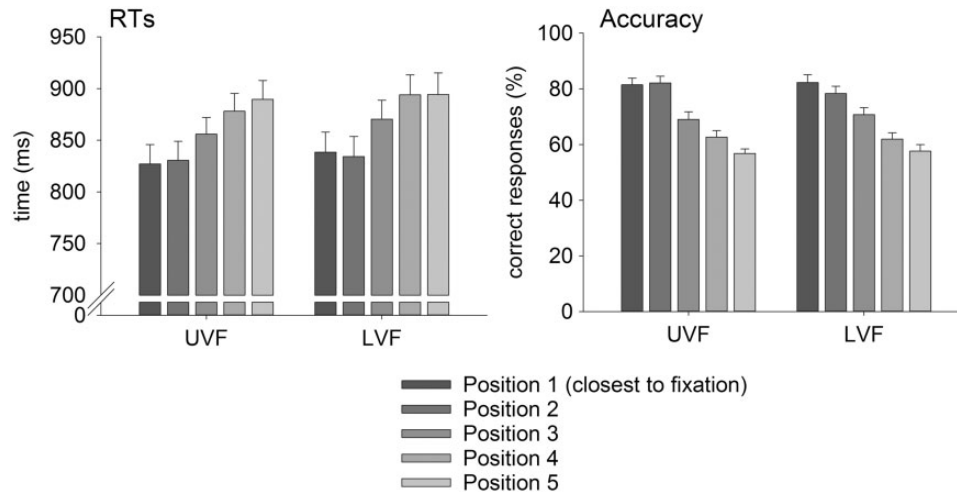 RTs
950
900
850
800
750
700
0
time (ms)
UVF
LVF
Accuracy
100
80
60
40
20
0
correct responses (%)
UVF
LVF
Position 1 (closest to fixation)
Position 2
Position 3
Position 4
Position 5